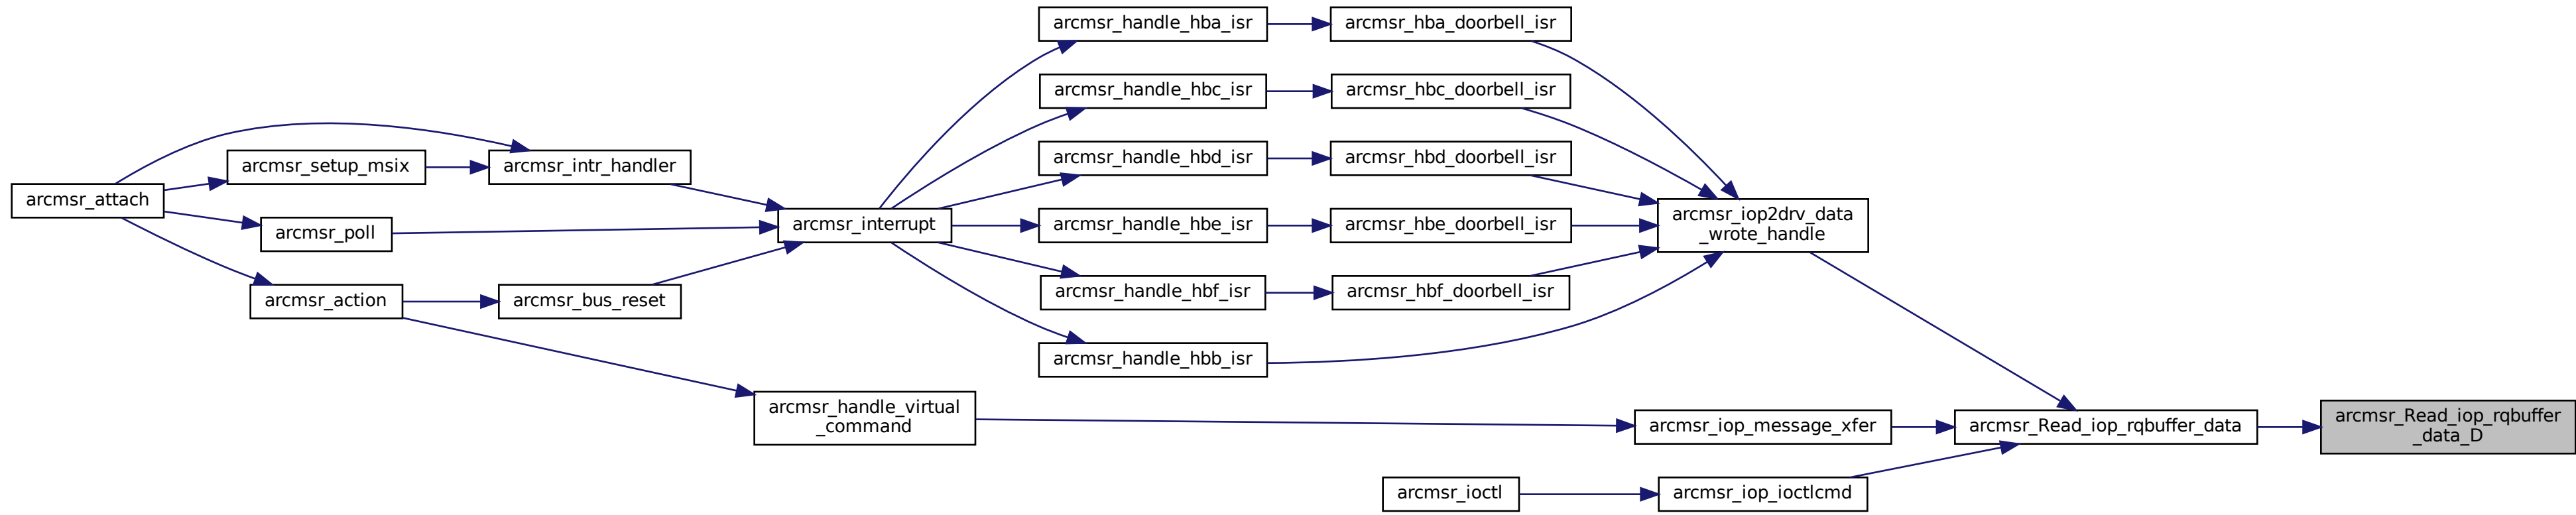 arcmsr_handle_hba_isr
arcmsr_hba_doorbell_isr
arcmsr_handle_hbc_isr
arcmsr_hbc_doorbell_isr
arcmsr_handle_hbd_isr
arcmsr_hbd_doorbell_isr
arcmsr_setup_msix
arcmsr_intr_handler
arcmsr_attach
arcmsr_poll
arcmsr_interrupt
arcmsr_handle_hbe_isr
arcmsr_hbe_doorbell_isr
arcmsr_iop2drv_data
_wrote_handle
arcmsr_action
arcmsr_bus_reset
arcmsr_handle_hbf_isr
arcmsr_hbf_doorbell_isr
arcmsr_handle_hbb_isr
arcmsr_handle_virtual
_command
arcmsr_iop_message_xfer
arcmsr_Read_iop_rqbuffer_data
arcmsr_Read_iop_rqbuffer
_data_D
arcmsr_ioctl
arcmsr_iop_ioctlcmd